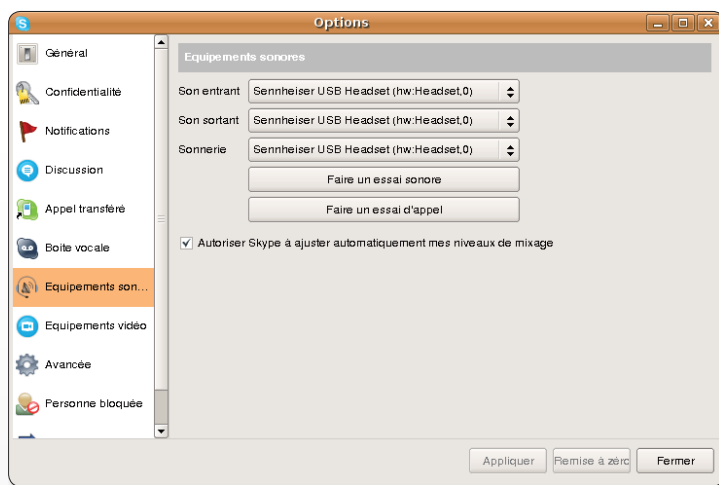 Options
Général
Confidentialité
Notifications
Discussion
Appel transféré
Boîte vocale
Equipements son...
Equipements vidéo
Avancée
Personne bloquée
Equipements sonores
Son entrant Sennheiser USB Headset (hw:Headset,0)
Son sortant Sennheiser USB Headset (hw:Headset,0)
Sonnerie Sennheiser USB Headset (hw:Headset,0)
Faire un essai sonore
Faire un essai d'appel
Autoriser Skype à ajuster automatiquement mes niveaux de mixage
Appliquer Remise à zéro Fermer